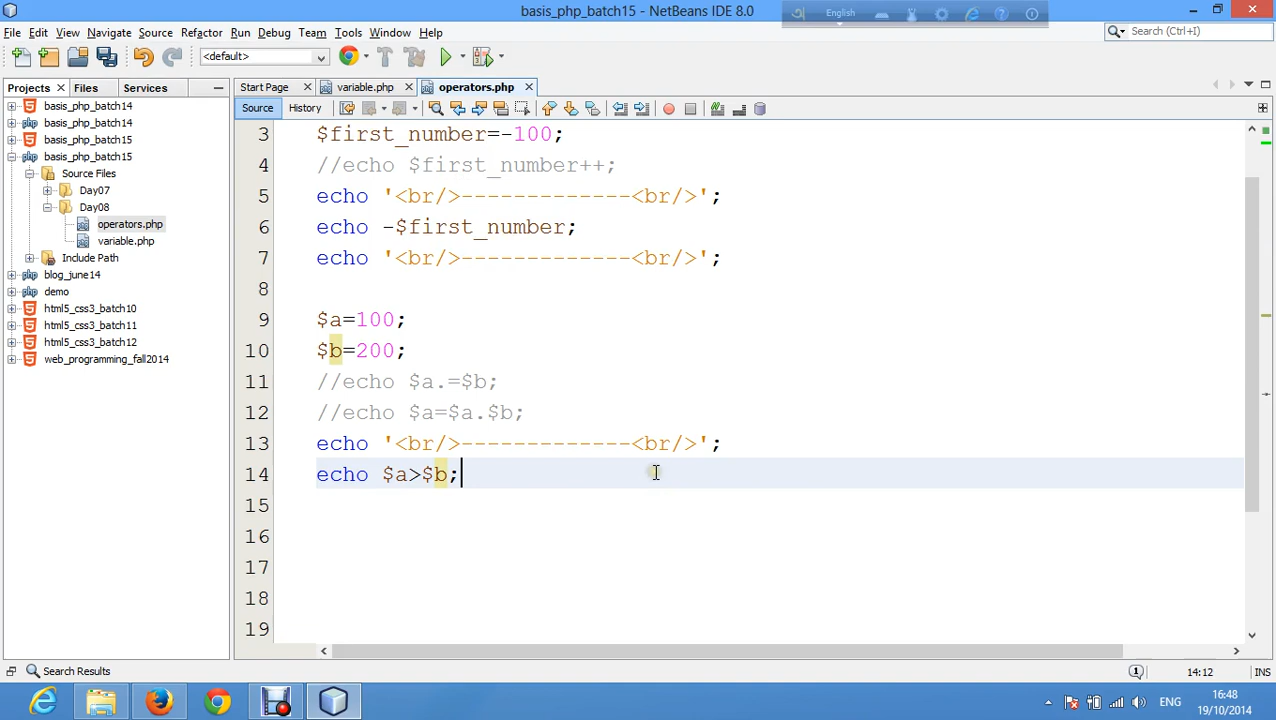 basis_php_batch15 - NetBeans IDE 8.0
English
File Edit View Navigate Source Refactor Run Debug Team Tools Window Help
Search (Ctrl+I)
<default>
Projects Files Services
Start Page variable.php operators.php
Source History
basis_php_batch14
basis_php_batch14
basis_php_batch15
basis_php_batch15
Source Files
Day07
Day08
operators.php
variable.php
Include Path
blog_june14
demo
html5_css3_batch10
html5_css3_batch11
html5_css3_batch12
web_programming_fall2014
3 $first_number=-100;
4 //echo $first_number++;
5 echo '<br/>-------------<br/>';
6 echo -$first_number;
7 echo '<br/>-------------<br/>';
8
9 $a=100;
10 $b=200;
11 //echo $a.=$b;
12 //echo $a=$a.$b;
13 echo '<br/>-------------<br/>';
14 echo $a>$b;
15
16
17
18
19
Search Results
1 14:12 INS
ENG
16:48
19/10/2014